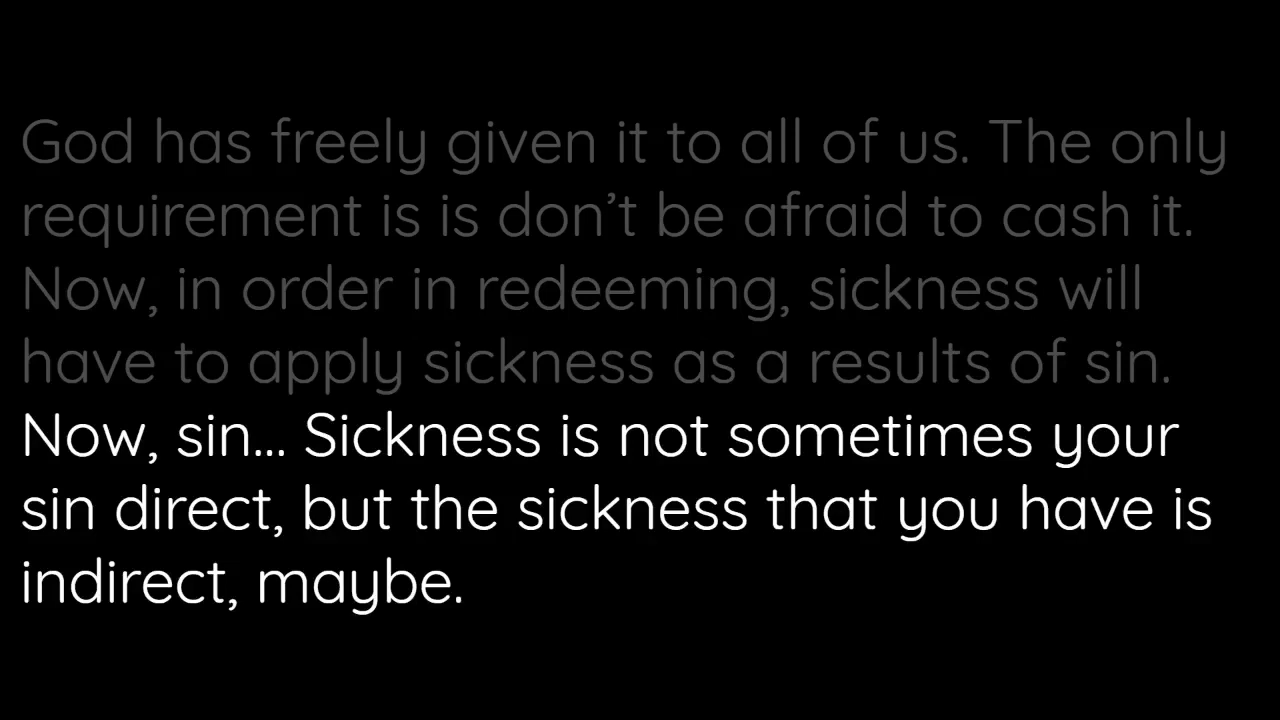 God has freely given it to all of us. The only
requirement is is don’t be afraid to cash it.
Now, in order in redeeming, sickness will
have to apply sickness as a results of sin.
Now, sin... Sickness is not sometimes your
sin direct, but the sickness that you have is
indirect, maybe.